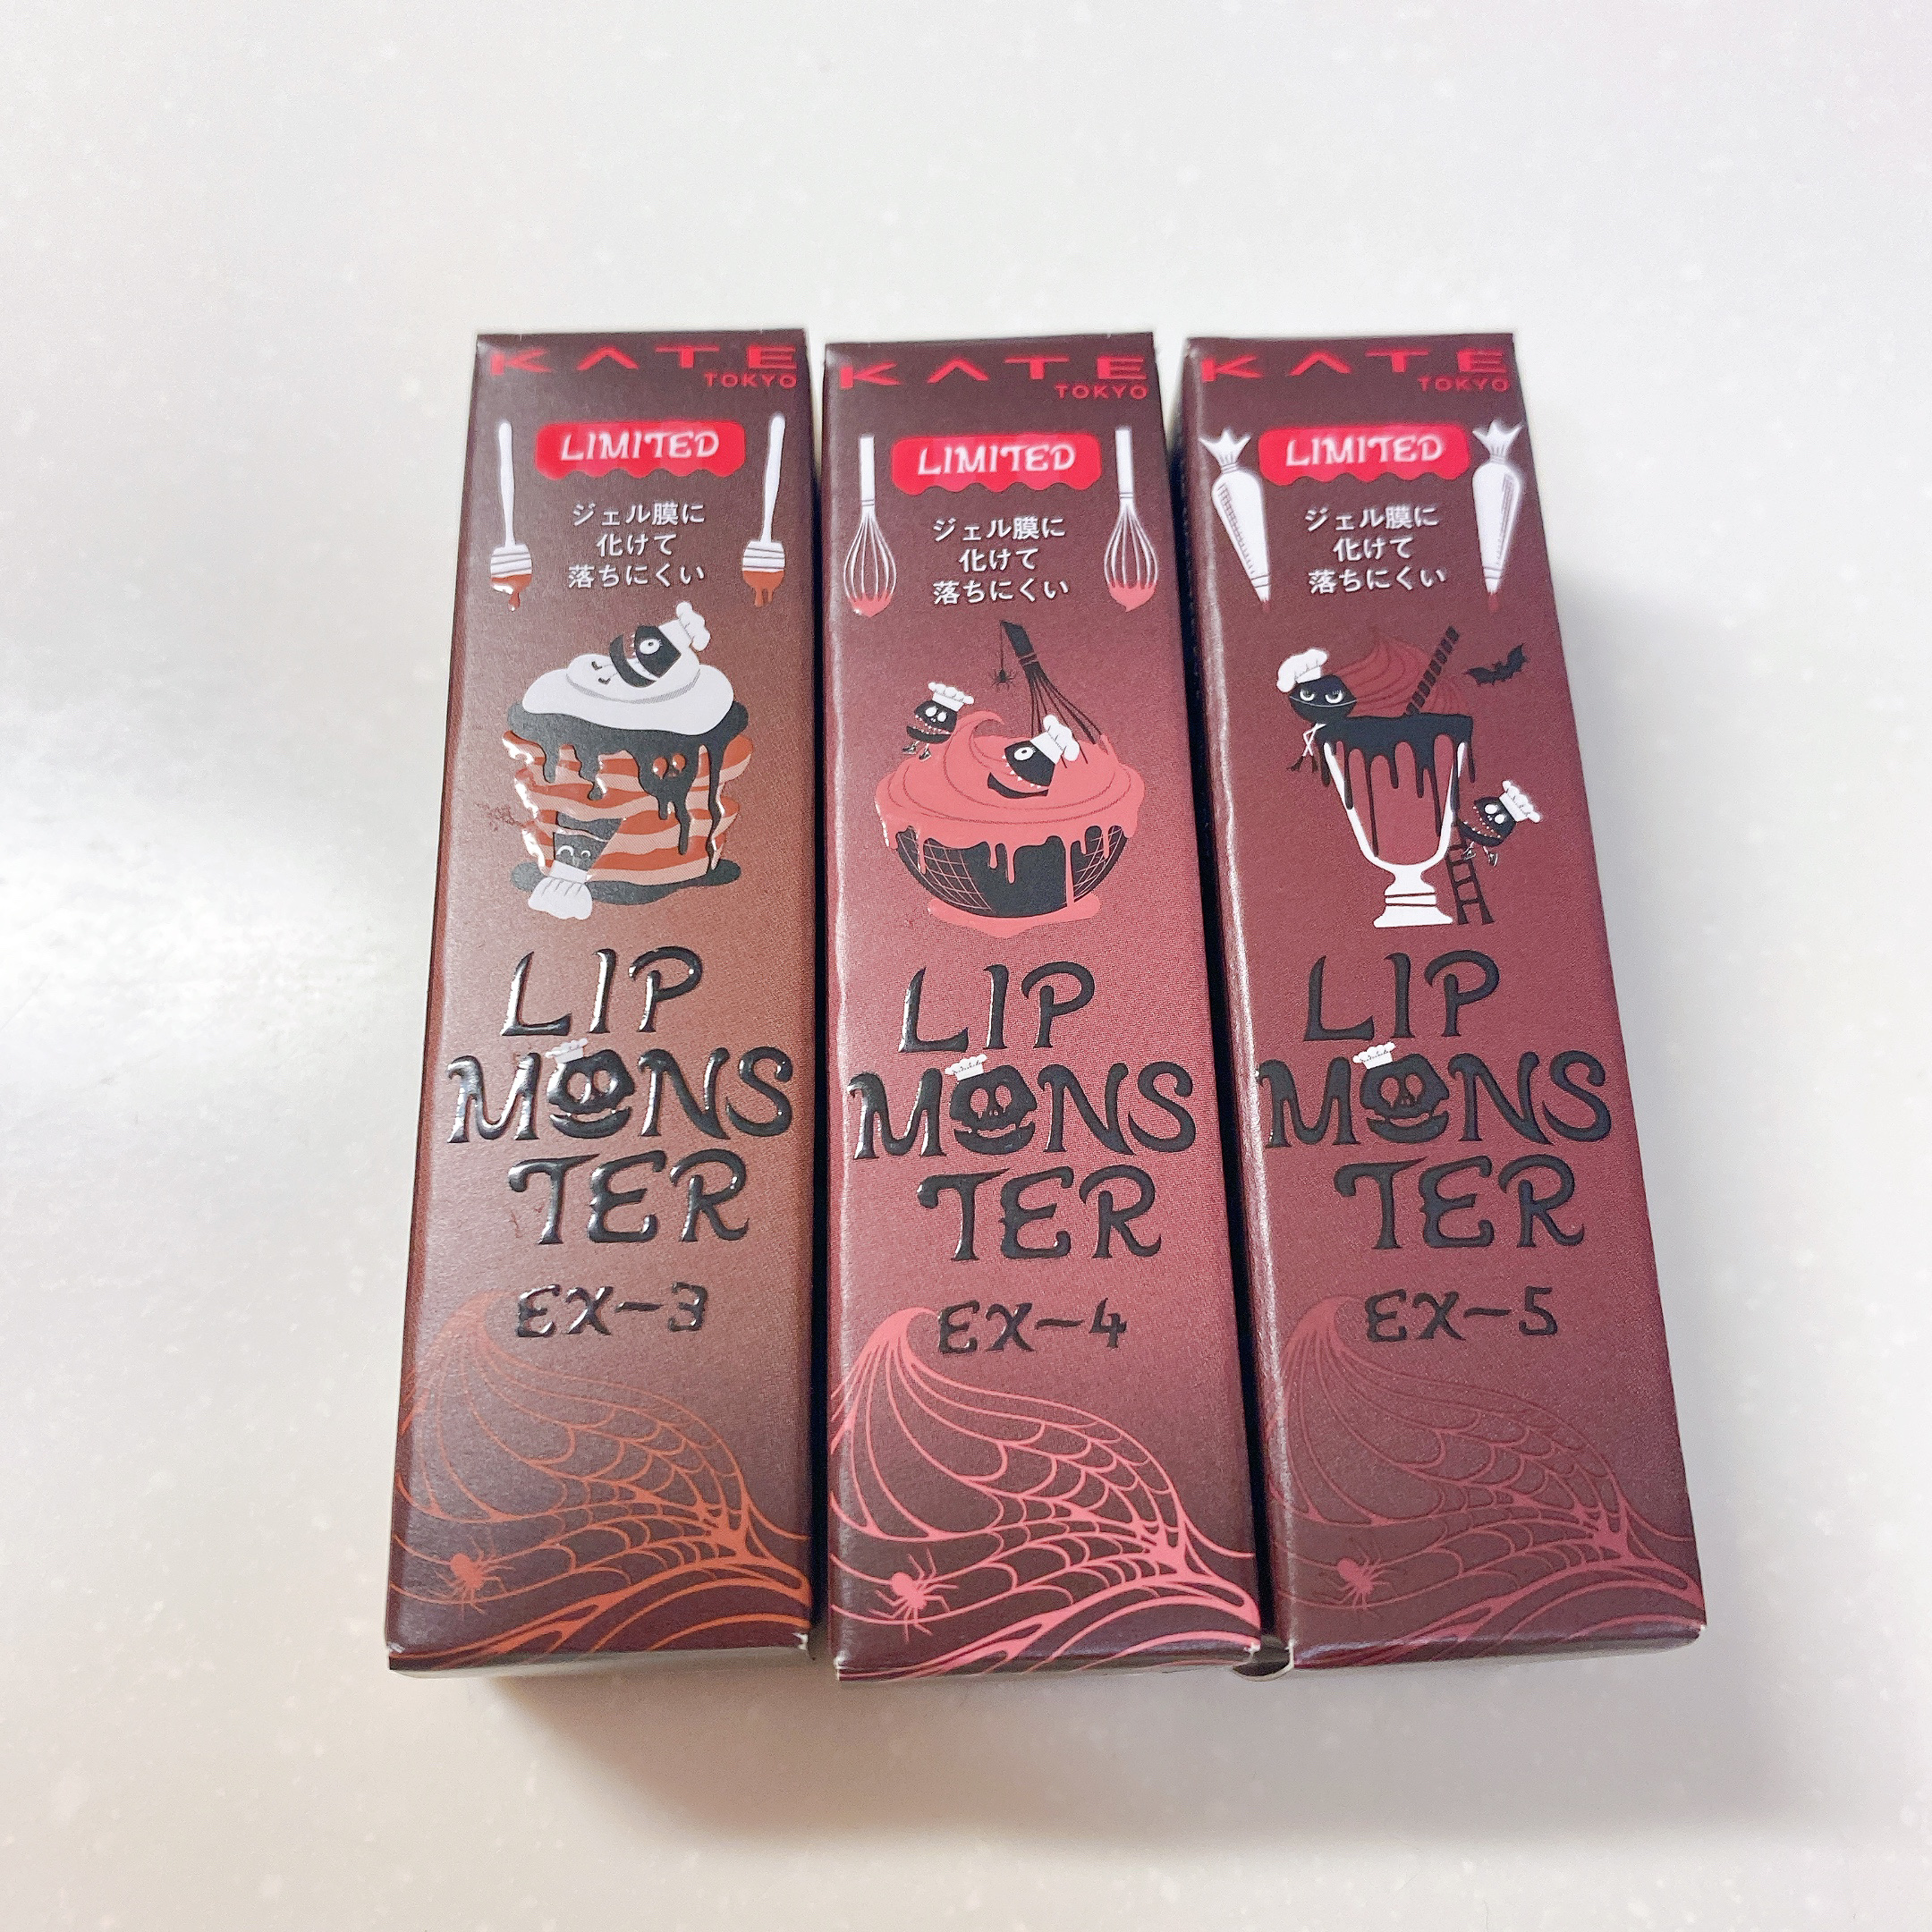 KATE
TOKYO
LIMITED
ジェル膜に
化けて
落ちにくい
LIP
MONS
TER
EX-3
KATE
TOKYO
LIMITED
ジェル膜に
化けて
落ちにくい
LIP
MONS
TER
EX-4
KATE
TOKYO
LIMITED
ジェル膜に
化けて
落ちにくい
LIP
MONS
TER
EX-5